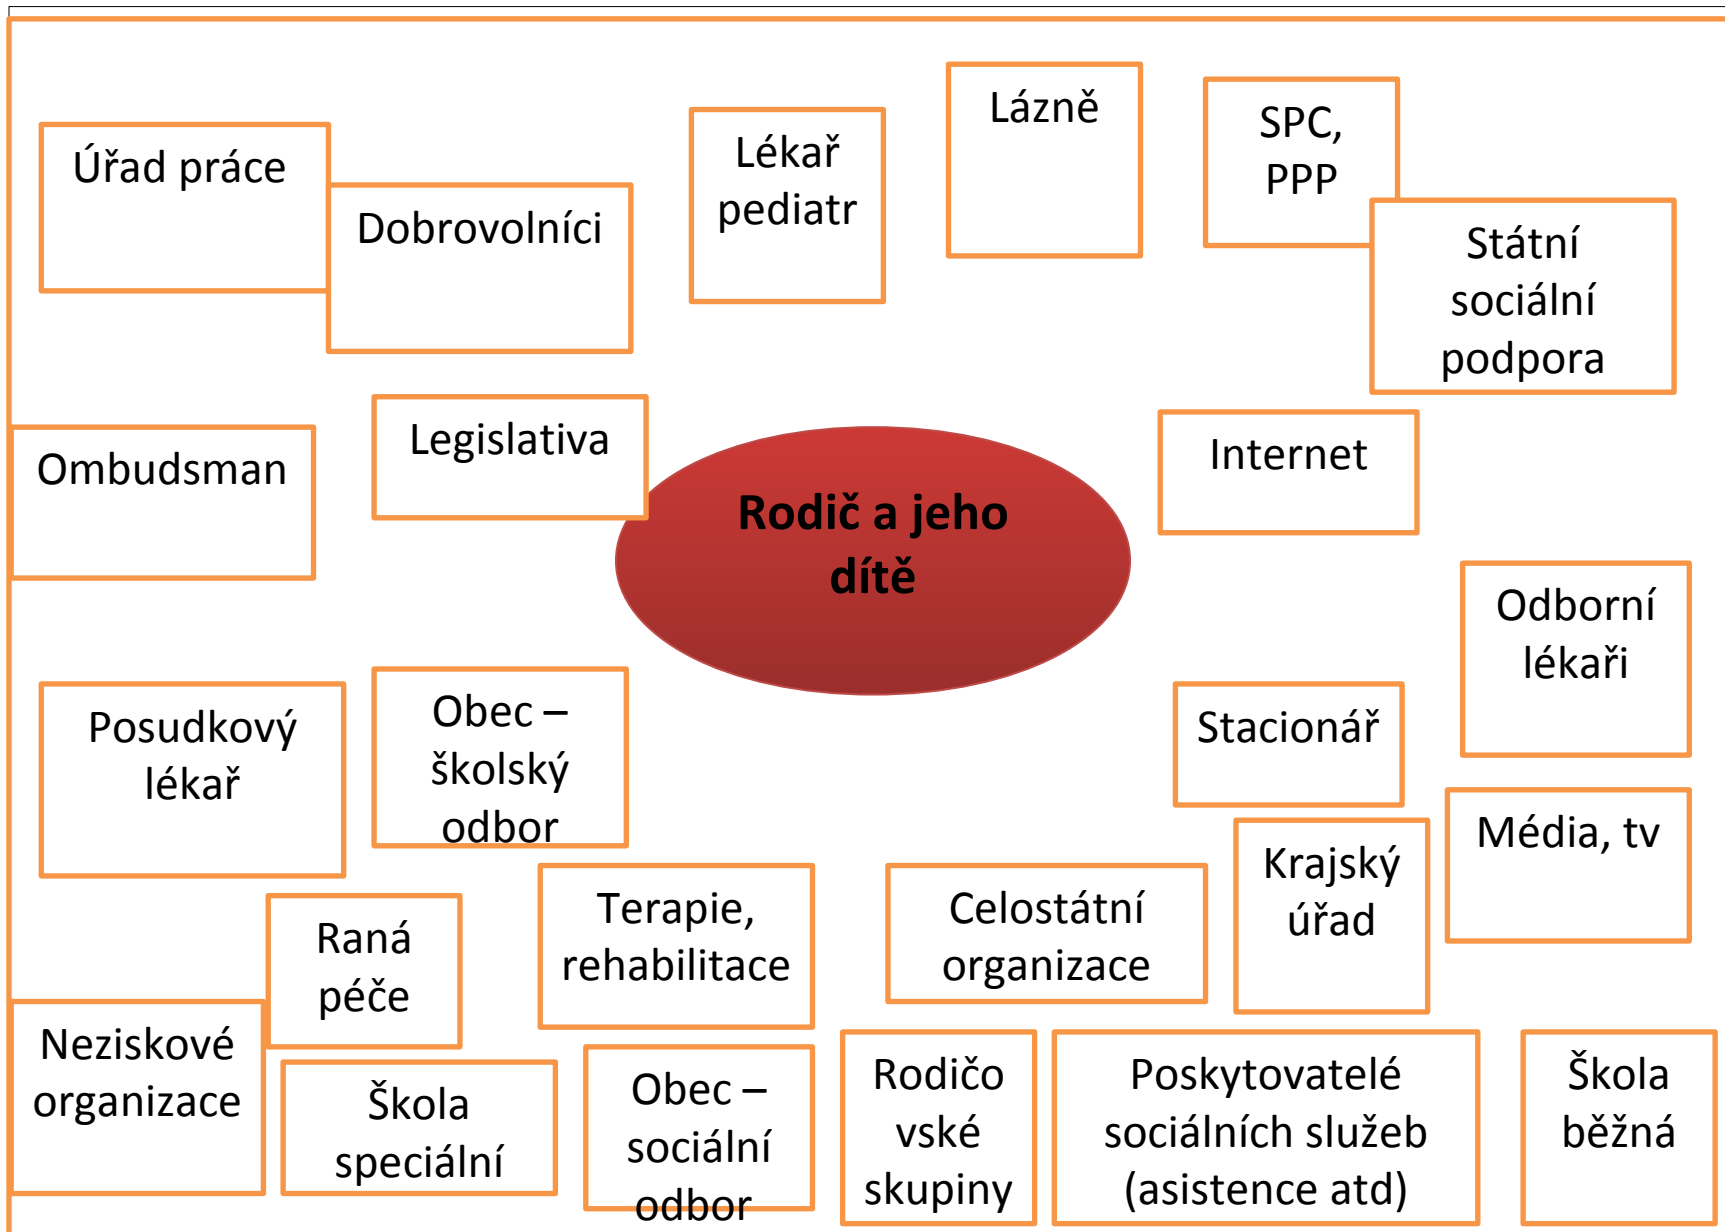 Úřad práce
Dobrovolníci
Lékař
pediatr
Lázně
SPC,
PPP
Státní
sociální
podpora
Ombudsman
Legislativa
Rodič a jeho
dítě
Internet
Odborní
lékaři
Posudkový
lékař
Obec –
školský
odbor
Stacionář
Média, tv
Krajský
úřad
Raná
péče
Terapie,
rehabilitace
Celostátní
organizace
Neziskové
organizace
Škola
speciální
Obec –
sociální
odbor
Rodičo
vské
skupiny
Poskytovatelé
sociálních služeb
(asistence atd)
Škola
běžná